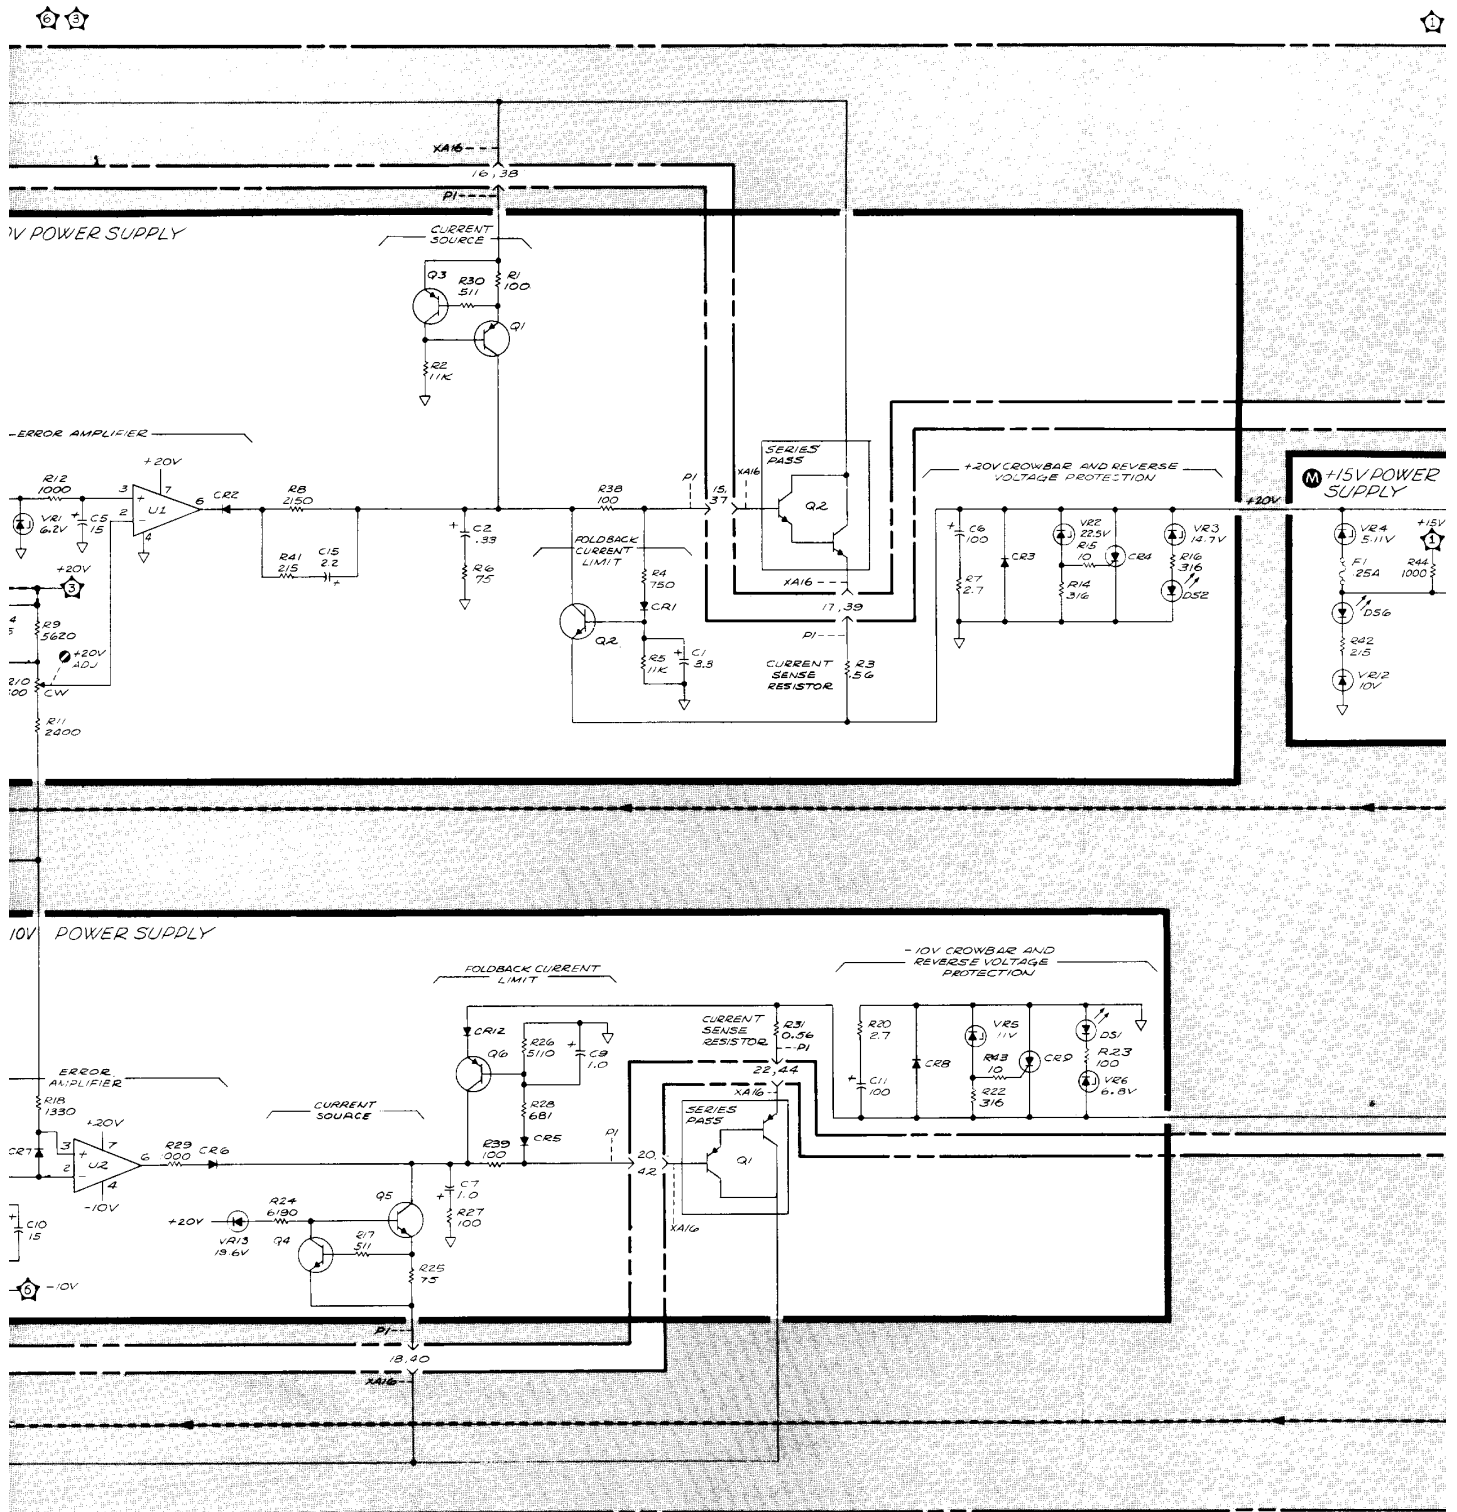 6 3
1
XA16
16,38
P1
0V POWER SUPPLY
CURRENT
SOURCE
Q3
R30
511
R1
100
Q1
R2
11K
ERROR AMPLIFIER
+20V
R12
1000
3
+
7
6
2
-
4
U1
CR2
R8
2150
VR1
6.2V
+
C5
15
R41
215
C15
2.2
+
+
C2
.33
R6
75
R38
100
P1
15,
37
XA16
SERIES
PASS
Q2
FOLDBACK
CURRENT
LIMIT
R4
750
CR1
Q2
R5
11K
+
C1
3.3
XA16
17,39
P1
CURRENT
SENSE
RESISTOR
R3
.56
+20V CROWBAR AND REVERSE
VOLTAGE PROTECTION
+
C6
100
R7
2.7
CR3
VR2
22.5V
R15
10
CR4
R14
316
VR3
14.7V
R16
316
DS2
+20V
M +15V POWER
SUPPLY
VR4
5.11V
+15V
1
F1
.25A
R44
1000
DS6
R42
215
VR12
10V
+20V
3
R9
5620
+20V
ADJ
CW
R11
2400
10V POWER SUPPLY
FOLDBACK CURRENT
LIMIT
-10V CROWBAR AND
REVERSE VOLTAGE
PROTECTION
CR12
Q6
R26
5110
+
C9
1.0
R28
681
CR5
CURRENT
SENSE
RESISTOR
R31
0.56
P1
22,44
XA16
SERIES
PASS
Q1
R20
2.7
+
C11
100
CR8
VR5
11V
R43
10
CR9
R22
316
DS1
R23
100
VR6
6.8V
ERROR
AMPLIFIER
R18
1330
+20V
CR7
3
+
7
2
-
4
U2
6
-10V
R29
CR6
CURRENT
SOURCE
R39
100
P1
20,
42
XA16
+
C7
1.0
R27
100
Q5
+20V
VR13
19.6V
R24
6190
Q4
R17
511
R25
75
+
C10
15
5
-10V
P1
18,40
XA16